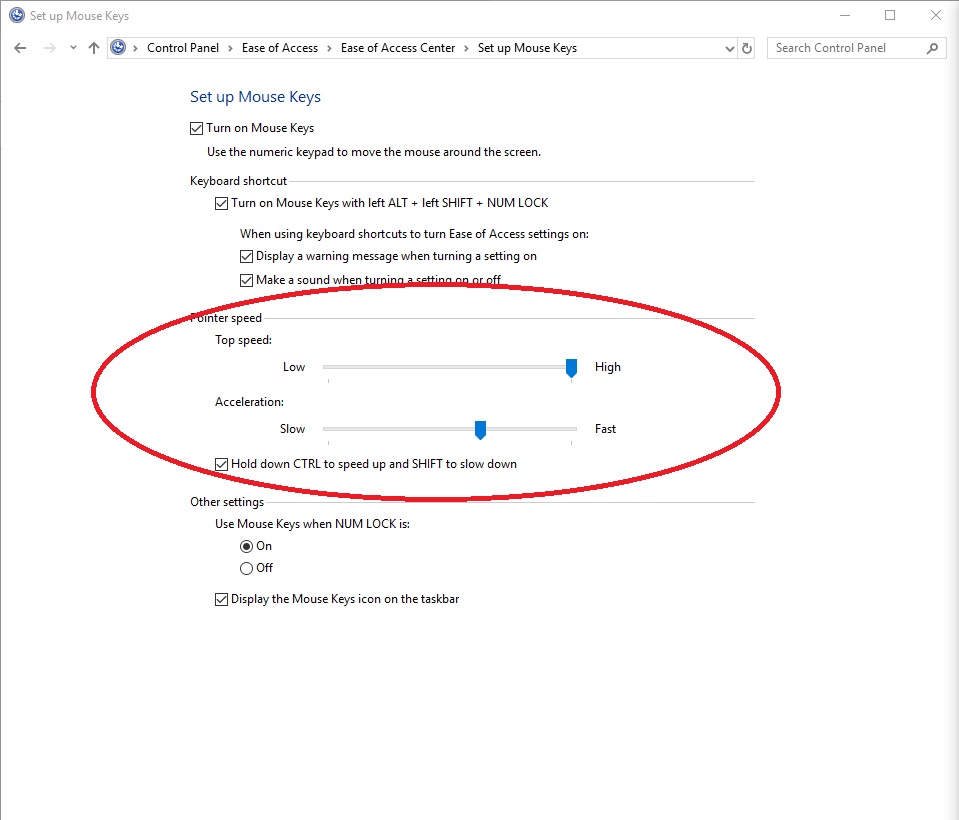 Set up Mouse Keys
Control Panel › Ease of Access › Ease of Access Center › Set up Mouse Keys
Search Control Panel
Set up Mouse Keys
Turn on Mouse Keys
Use the numeric keypad to move the mouse around the screen.
Keyboard shortcut
Turn on Mouse Keys with left ALT + left SHIFT + NUM LOCK
When using keyboard shortcuts to turn Ease of Access settings on:
Display a warning message when turning a setting on
Make a sound when turning a setting on or off
Pointer speed
Top speed:
Low High
Acceleration:
Slow Fast
Hold down CTRL to speed up and SHIFT to slow down
Other settings
Use Mouse Keys when NUM LOCK is:
On
Off
Display the Mouse Keys icon on the taskbar